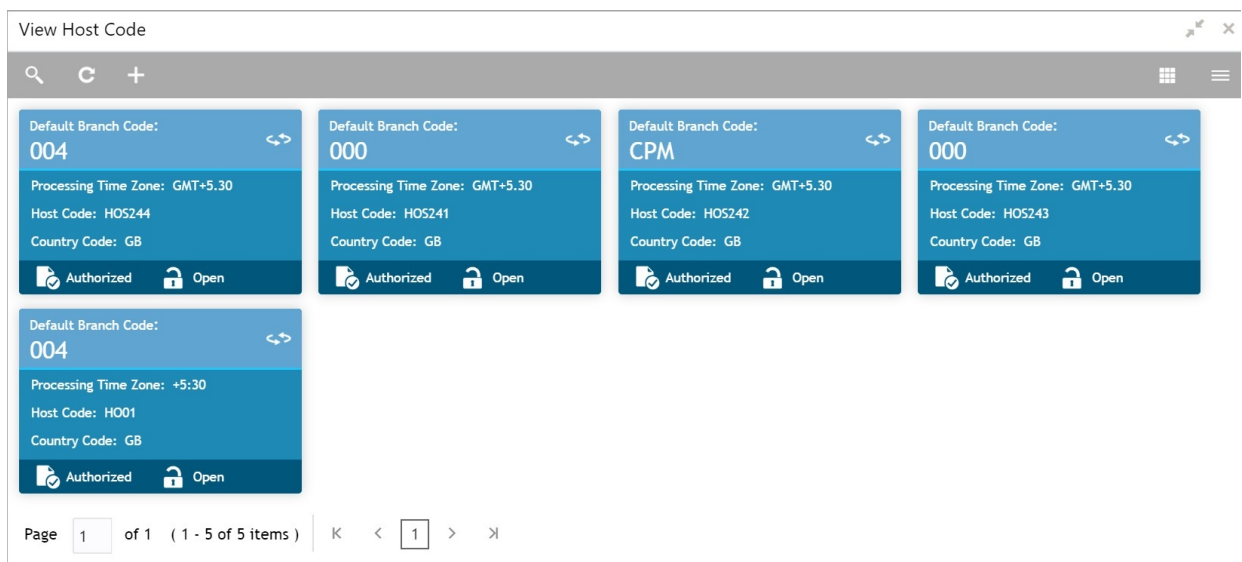 View Host Code
Default Branch Code:
004
Processing Time Zone: GMT+5.30
Host Code: HOS244
Country Code: GB
Authorized Open
Default Branch Code:
000
Processing Time Zone: GMT+5.30
Host Code: HOS241
Country Code: GB
Authorized Open
Default Branch Code:
CPM
Processing Time Zone: GMT+5.30
Host Code: HOS242
Country Code: GB
Authorized Open
Default Branch Code:
000
Processing Time Zone: GMT+5.30
Host Code: HOS243
Country Code: GB
Authorized Open
Default Branch Code:
004
Processing Time Zone: +5:30
Host Code: HO01
Country Code: GB
Authorized Open
Page 1 of 1 ( 1 - 5 of 5 items ) 1